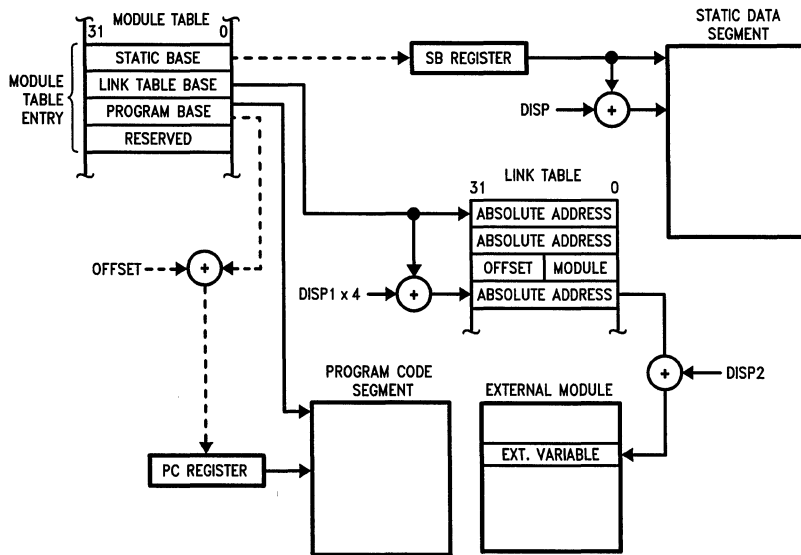 MODULE TABLE
31 0
STATIC BASE
LINK TABLE BASE
PROGRAM BASE
RESERVED
MODULE
TABLE
ENTRY
SB REGISTER
STATIC DATA
SEGMENT
DISP
+
LINK TABLE
31 0
ABSOLUTE ADDRESS
ABSOLUTE ADDRESS
OFFSET MODULE
ABSOLUTE ADDRESS
OFFSET
+
DISP1 x 4
+
+
DISP2
PROGRAM CODE
SEGMENT
EXTERNAL MODULE
EXT. VARIABLE
PC REGISTER